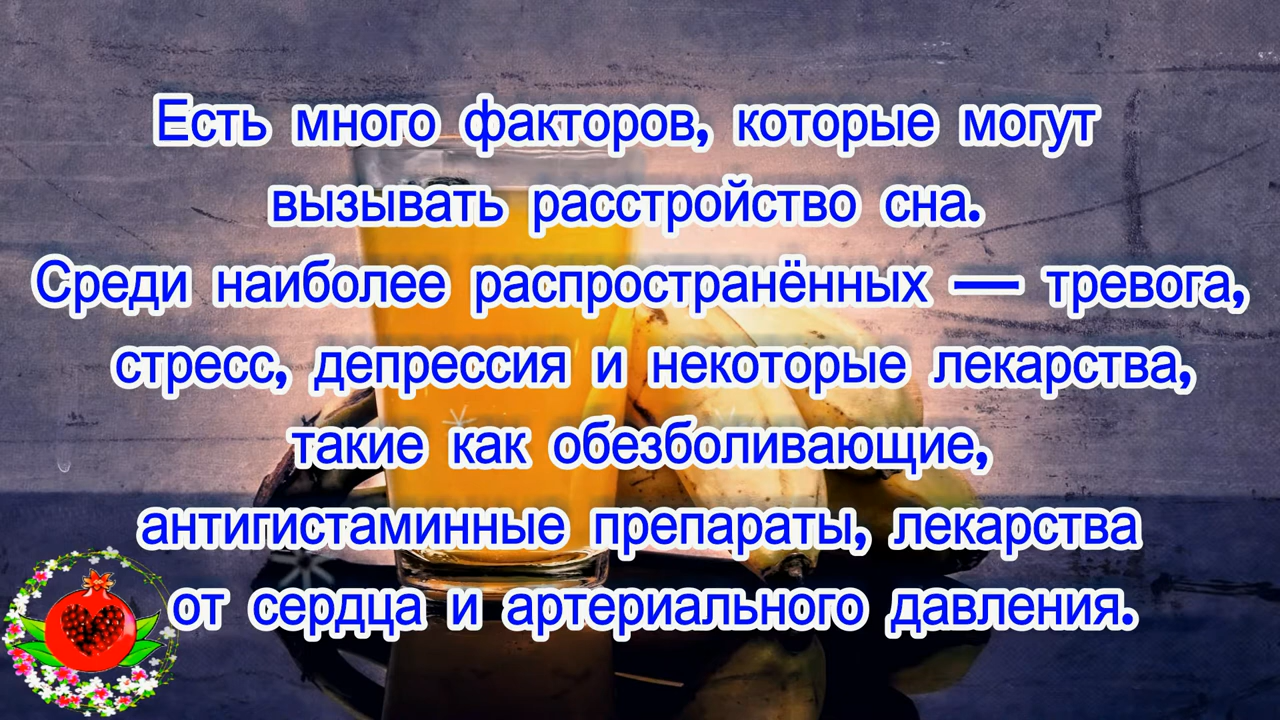 Есть много факторов, которые могут
вызывать расстройство сна.
Среди наиболее распространённых — тревога,
стресс, депрессия и некоторые лекарства,
такие как обезболивающие,
антигистаминные препараты, лекарства
от сердца и артериального давления.